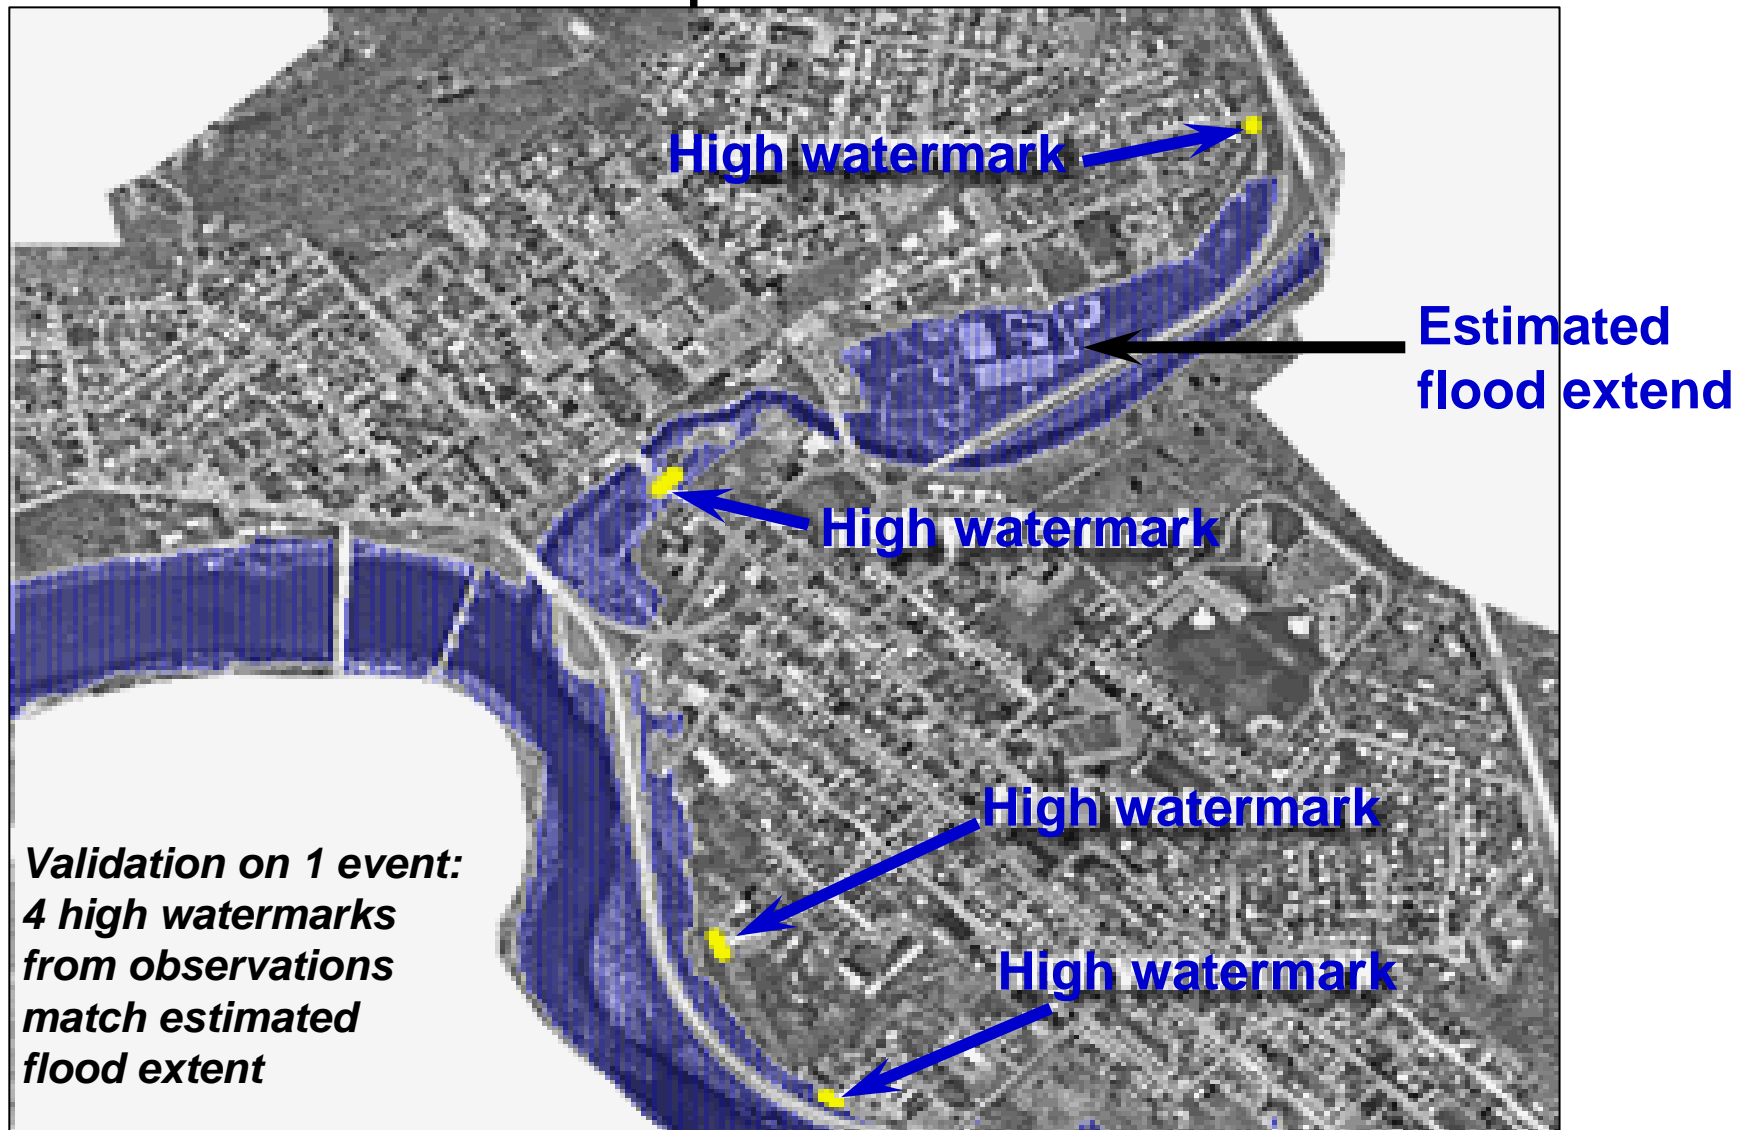 High watermark
Estimated
flood extend
High watermark
High watermark
Validation on 1 event:
4 high watermarks
from observations
match estimated
flood extent
High watermark